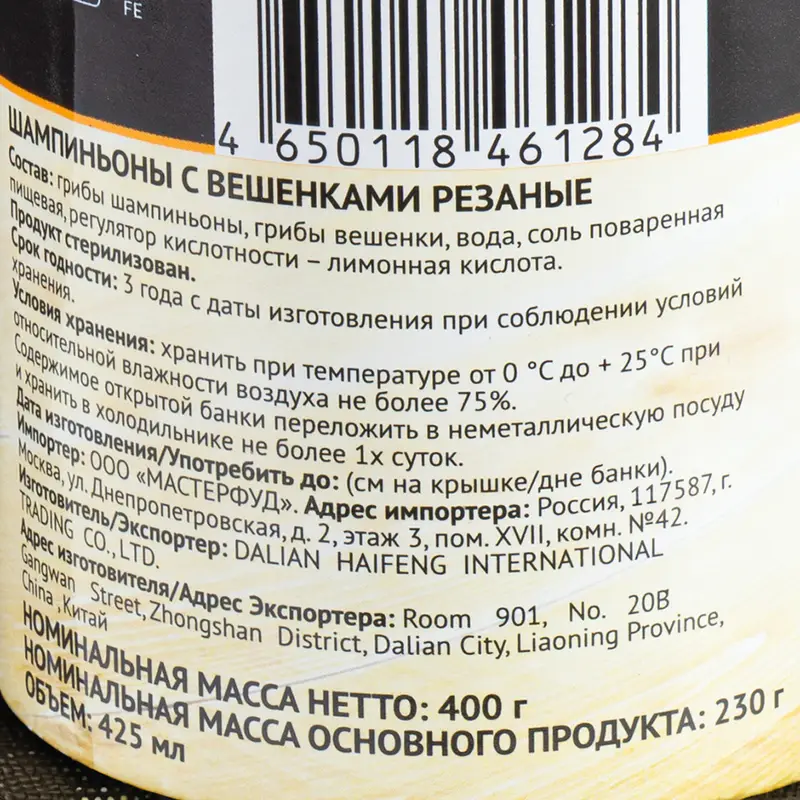 FE
4 650118 461284
ШАМПИНЬОНЫ С ВЕШЕНКАМИ РЕЗАНЫЕ
Состав: грибы шампиньоны, грибы вешенки, вода, соль поваренная
пищевая, регулятор кислотности – лимонная кислота.
Продукт стерилизован.
Срок годности: 3 года с даты изготовления при соблюдении условий
хранения.
Условия хранения: хранить при температуре от 0 °С до + 25°С при
относительной влажности воздуха не более 75%.
Содержимое открытой банки переложить в неметаллическую посуду
и хранить в холодильнике не более 1х суток.
Дата изготовления/Употребить до: (см на крышке/дне банки).
Импортер: ООО «МАСТЕРФУД». Адрес импортера: Россия, 117587, г.
Москва, ул. Днепропетровская, д. 2, этаж 3, пом. XVII, комн. №42.
Изготовитель/Экспортер: DALIAN HAIFENG INTERNATIONAL
TRADING CO., LTD.
Адрес изготовителя/Адрес Экспортера: Room 901, No. 20B
Gangwan Street, Zhongshan District, Dalian City, Liaoning Province,
China ,Китай
НОМИНАЛЬНАЯ МАССА НЕТТО: 400 г
НОМИНАЛЬНАЯ МАССА ОСНОВНОГО ПРОДУКТА: 230 г
ОБЪЕМ: 425 мл